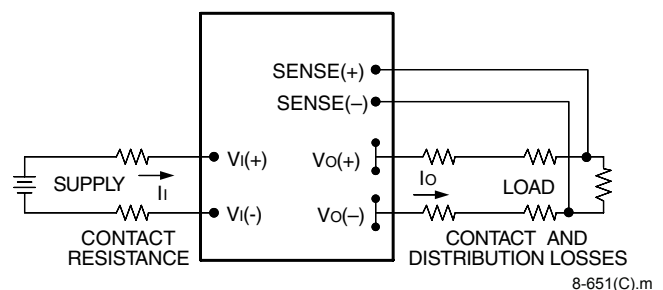 SENSE(+)
SENSE(–)
VI(+)
VO(+)
IO
SUPPLY
II
LOAD
VI(-)
VO(–)
CONTACT
RESISTANCE
CONTACT AND
DISTRIBUTION LOSSES
8-651(C).m